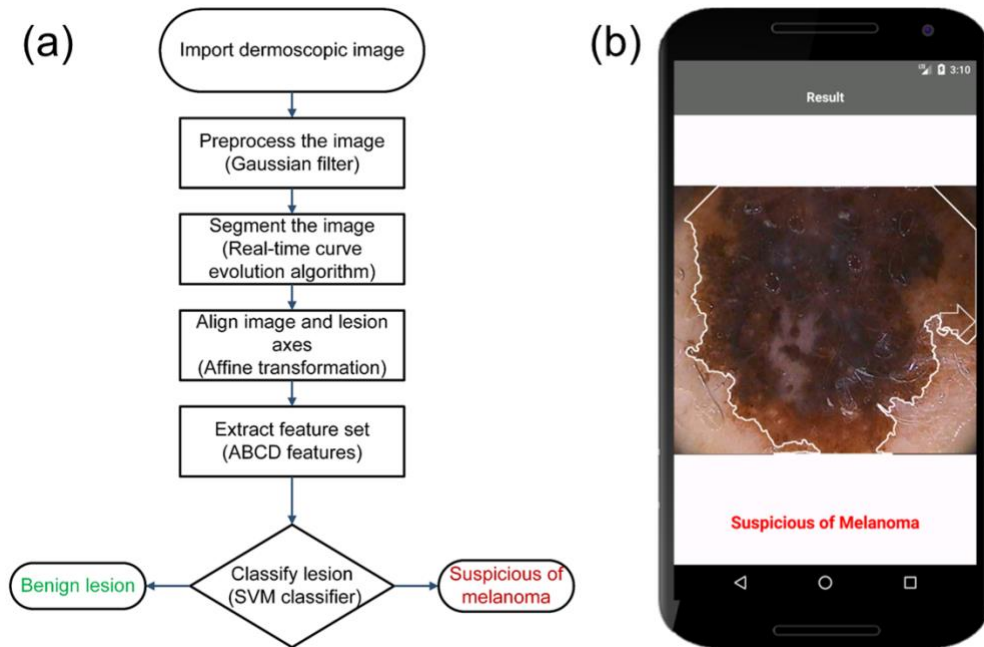 (a)
Import dermoscopic image
Preprocess the image
(Gaussian filter)
Segment the image
(Real-time curve
evolution algorithm)
Align image and lesion
axes
(Affine transformation)
Extract feature set
(ABCD features)
Classify lesion
(SVM classifier)
Benign lesion
Suspicious of
melanoma
(b)
3:10
Result
Suspicious of Melanoma